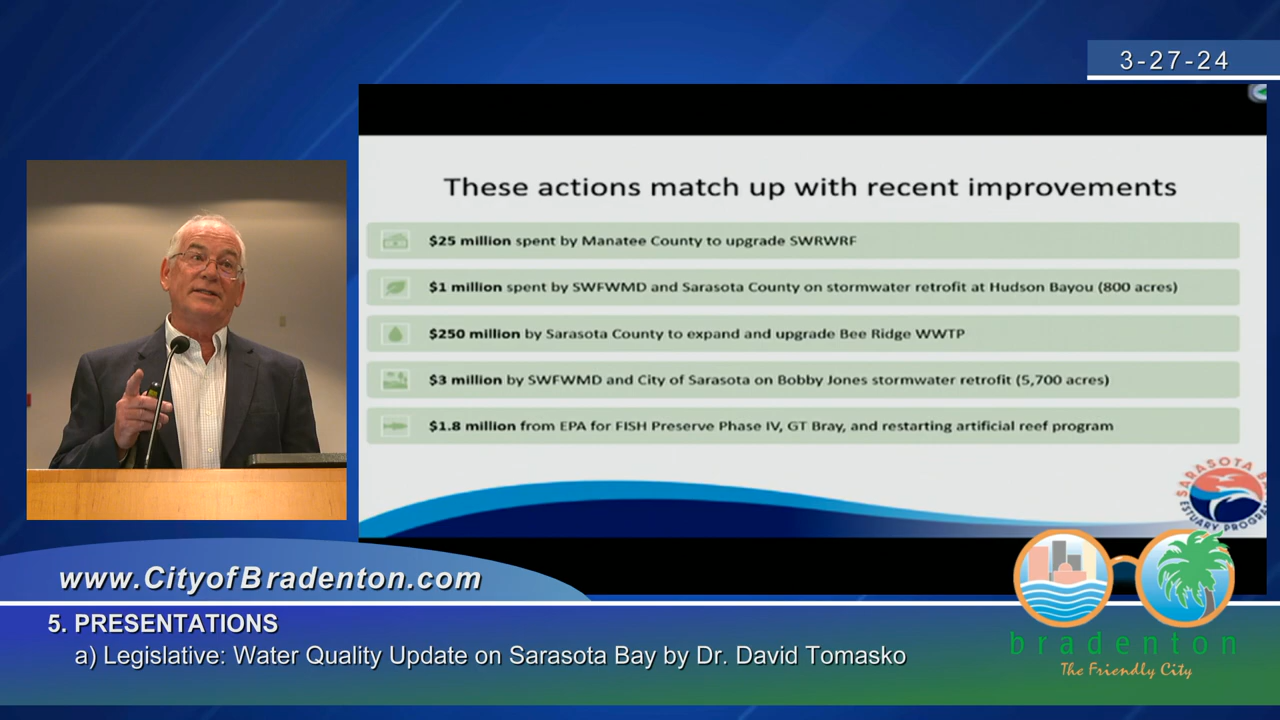 3-27-24
These actions match up with recent improvements
$25 million spent by Manatee County to upgrade SWRWRF
$1 million spent by SWFWMD and Sarasota County on stormwater retrofit at Hudson Bayou (800 acres)
$250 million by Sarasota County to expand and upgrade Bee Ridge WWTP
$3 million by SWFWMD and City of Sarasota on Bobby Jones stormwater retrofit (5,700 acres)
$1.8 million from EPA for FISH Preserve Phase IV, GT Bray, and restarting artificial reef program
SARASOTA BA
ESTUARY PROGRAM
www.CityofBradenton.com
5. PRESENTATIONS
a) Legislative: Water Quality Update on Sarasota Bay by Dr. David Tomasko
bradenton
The Friendly City